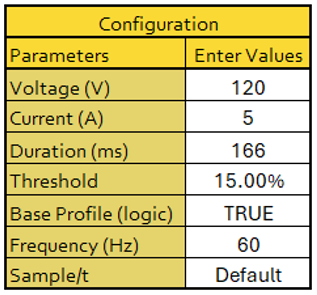 Configuration
Parameters Enter Values
Voltage (V) 120
Current (A) 5
Duration (ms) 166
Threshold 15.00%
Base Profile (logic) TRUE
Frequency (Hz) 60
Sample/t Default